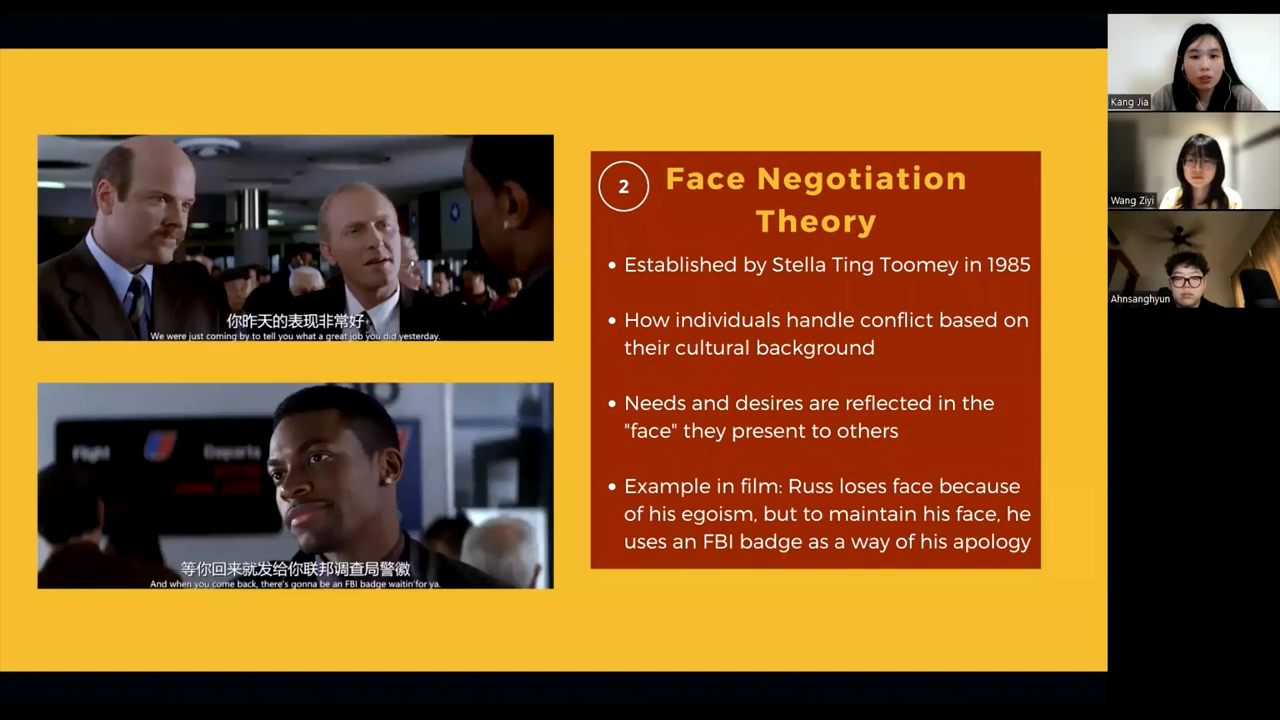 你昨天的表现非常好
We were just coming by to tell you what a great job you did yesterday.
Flight
Departs
等你回来就发给你联邦调查局警徽
And when you come back, there's gonna be an FBI badge waitin' for ya.
2
Face Negotiation
Theory
• Established by Stella Ting Toomey in 1985
• How individuals handle conflict based on
their cultural background
• Needs and desires are reflected in the
"face" they present to others
• Example in film: Russ loses face because
of his egoism, but to maintain his face, he
uses an FBI badge as a way of his apology
Kang Jia
Wang Ziyi
Ahnsanghyun